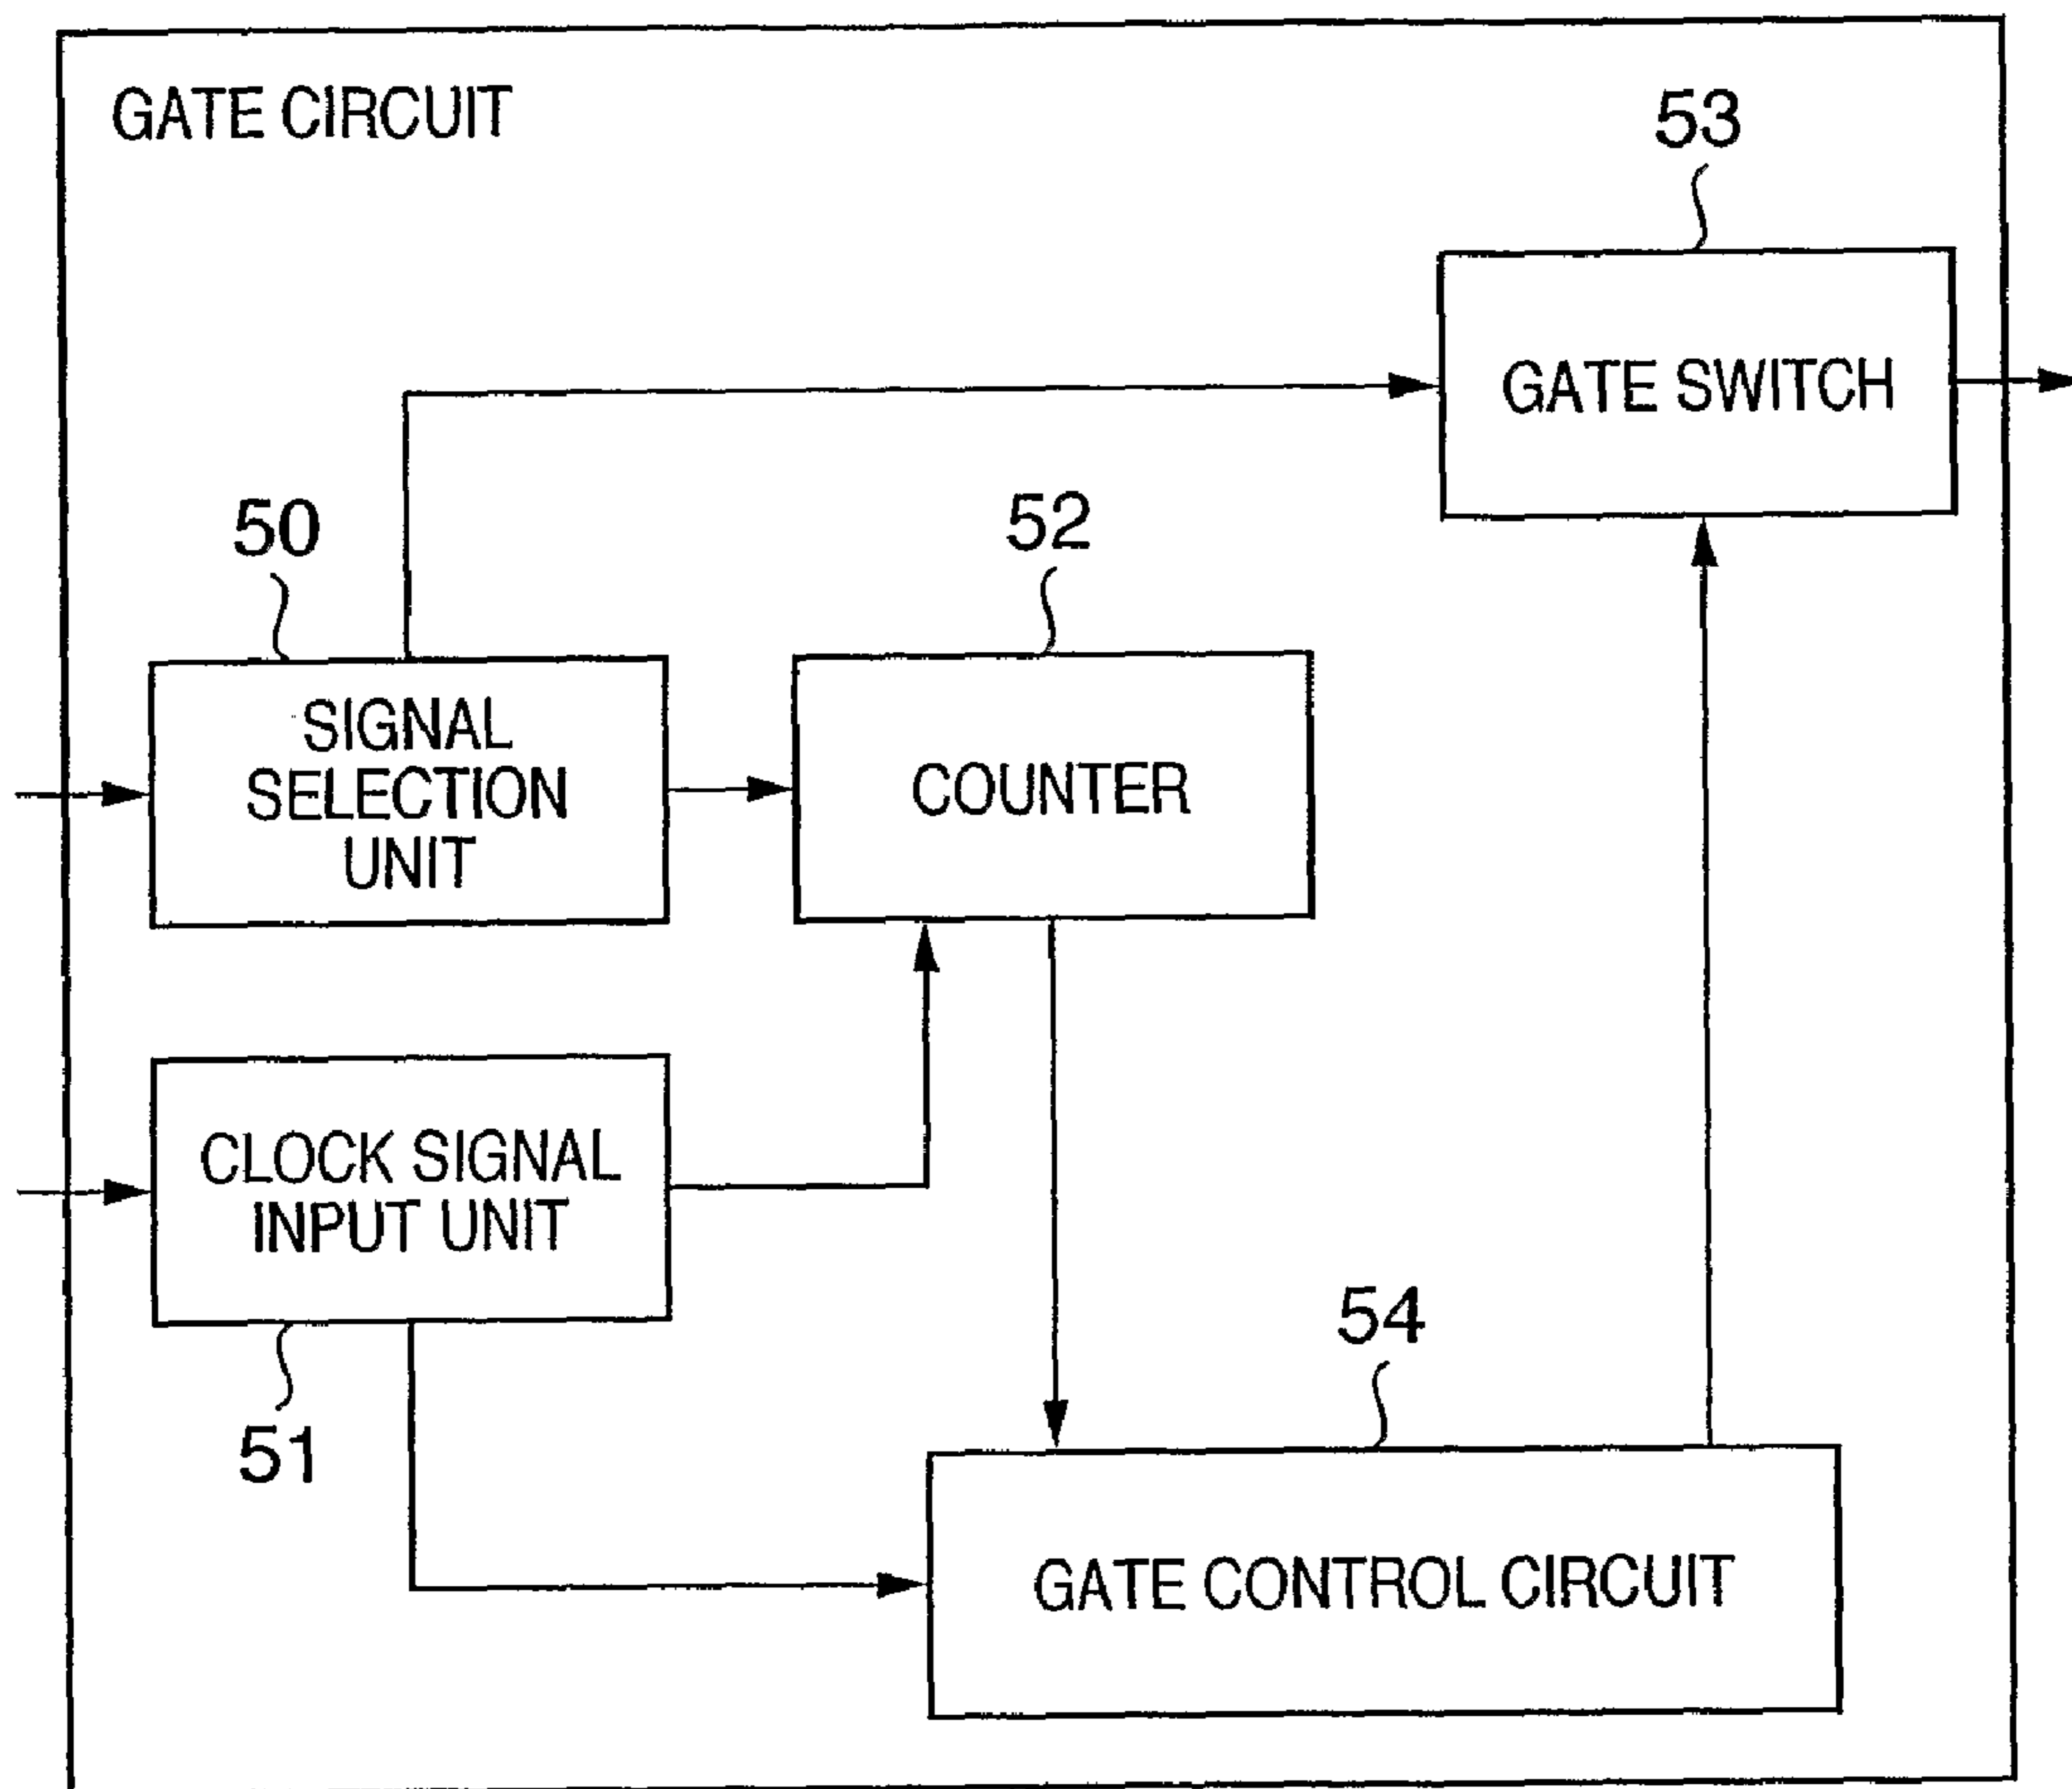 GATE CIRCUIT
53
GATE SWITCH
50
52
SIGNAL
SELECTION
UNIT
COUNTER
CLOCK SIGNAL
INPUT UNIT
51
54
GATE CONTROL CIRCUIT